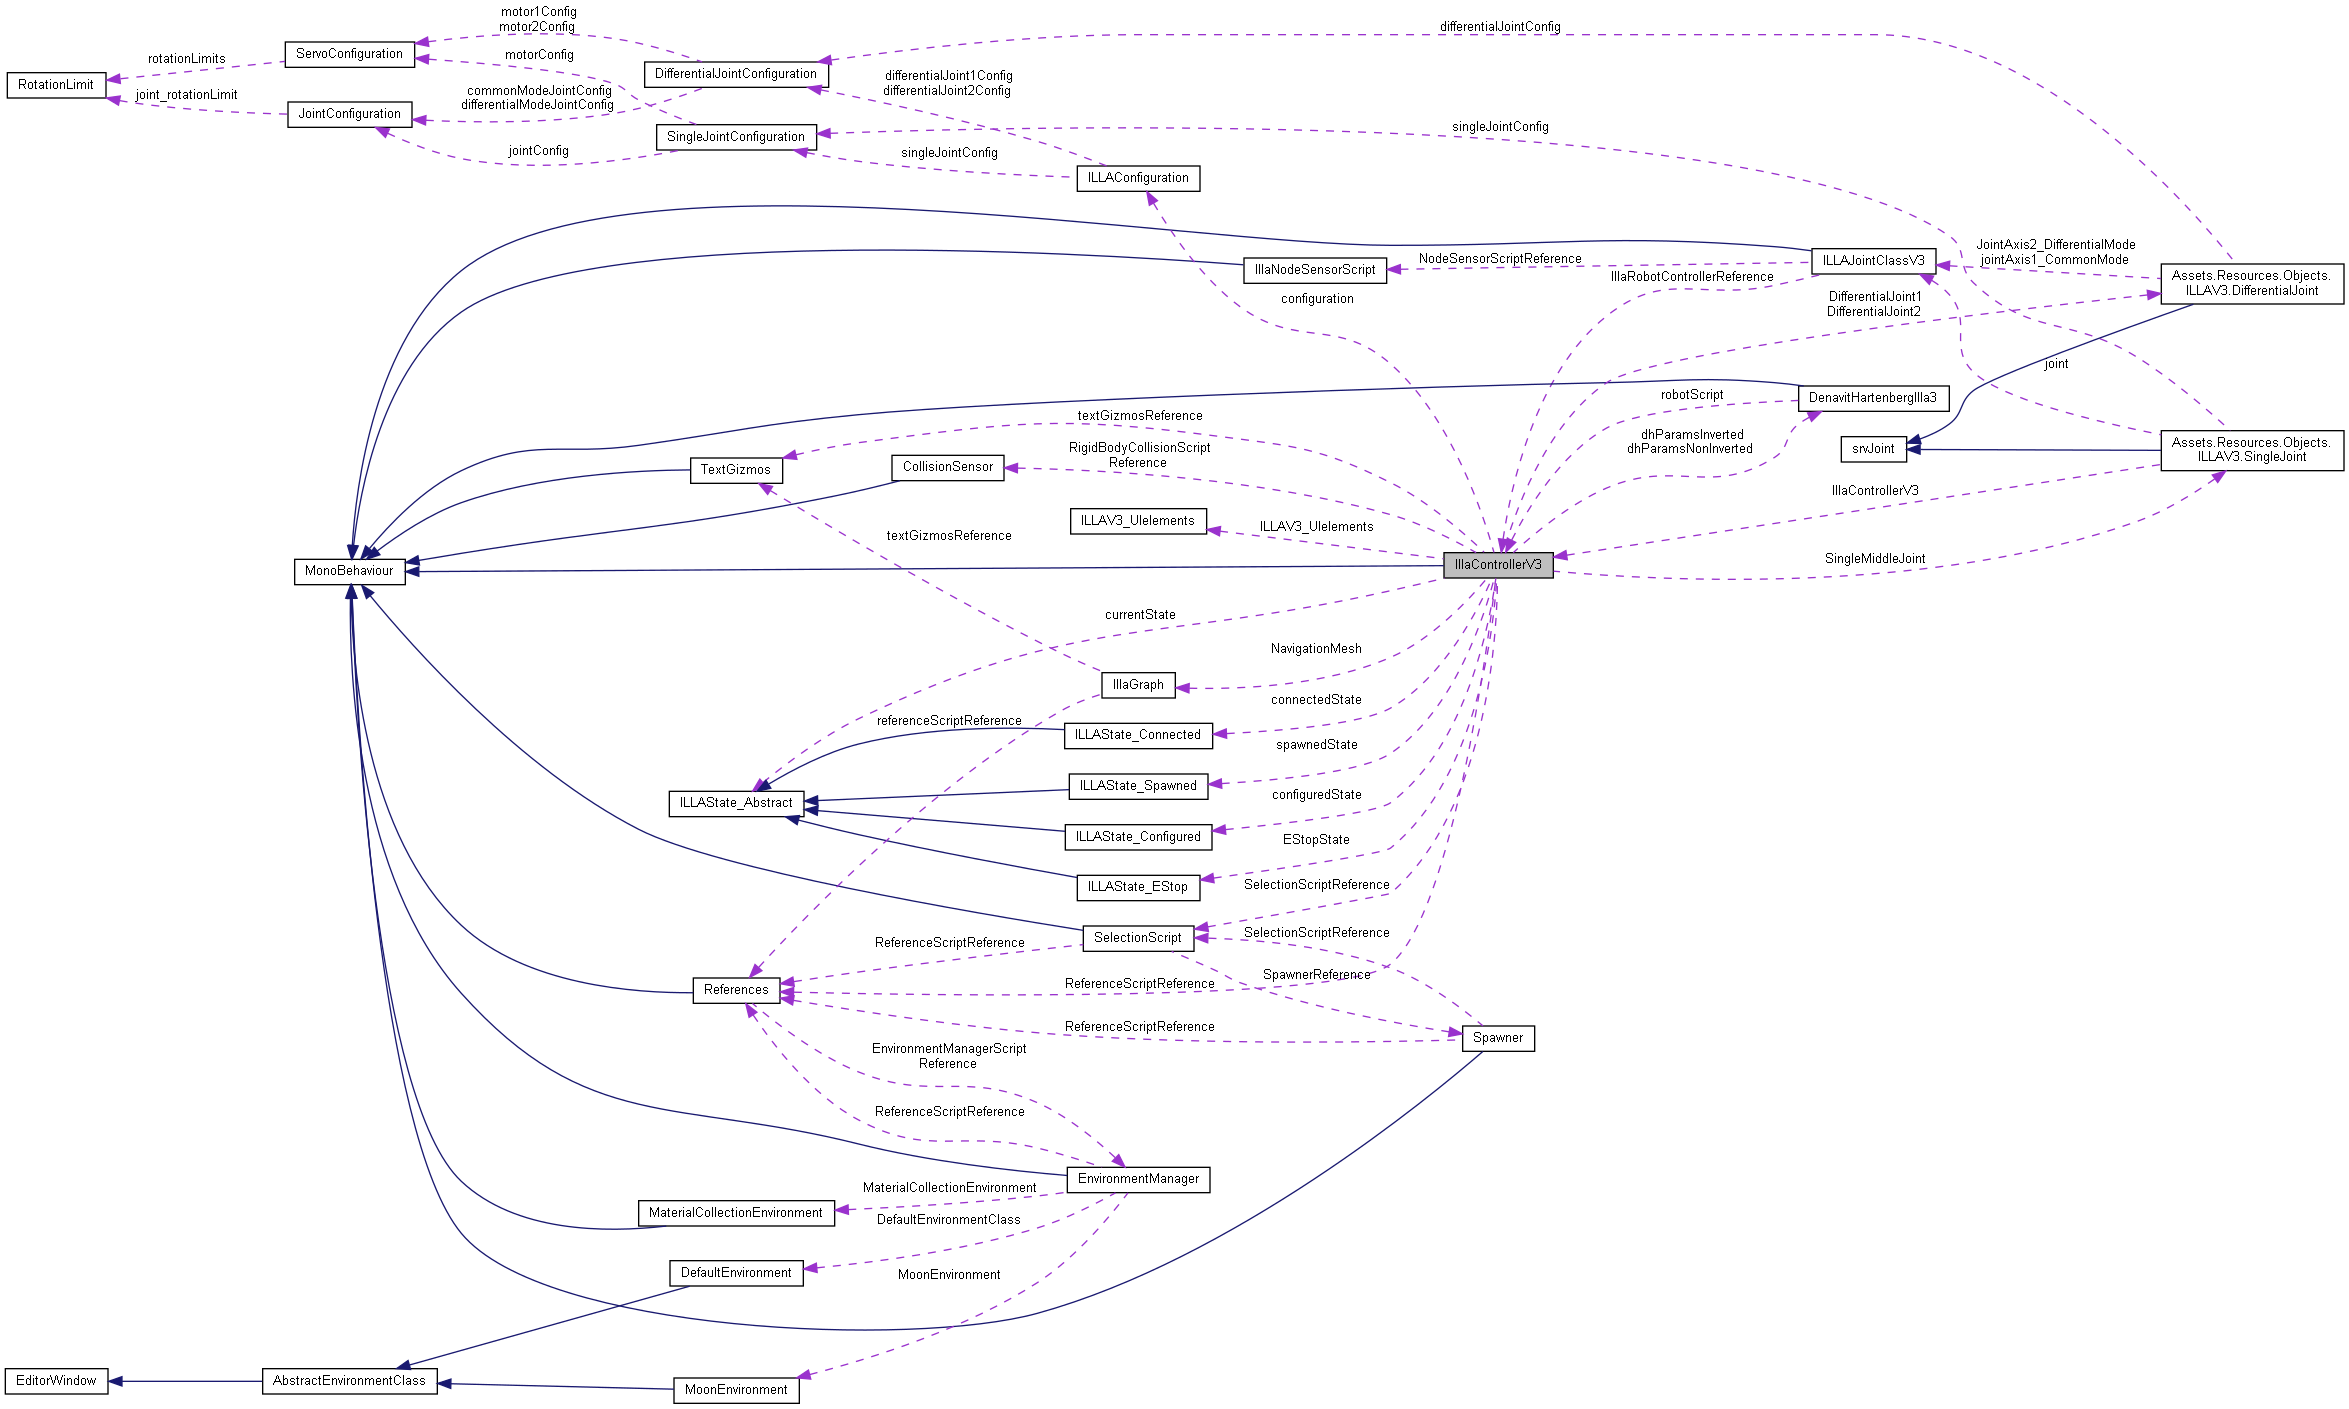 motor1Config
motor2Config
differentialJointConfig
ServoConfiguration
rotationLimits
motorConfig
RotationLimit
DifferentialJointConfiguration
differentialJoint1Config
differentialJoint2Config
joint_rotationLimit
commonModeJointConfig
differentialModeJointConfig
JointConfiguration
SingleJointConfiguration
singleJointConfig
jointConfig
singleJointConfig
ILLAConfiguration
JointAxis2_DifferentialMode
jointAxis1_CommonMode
ILLAJointClassV3
NodeSensorScriptReference
IllaNodeSensorScript
IllaRobotControllerReference
Assets.Resources.Objects.
ILLAV3.DifferentialJoint
configuration
DifferentialJoint1
DifferentialJoint2
joint
robotScript
DenavitHartenbergIlla3
textGizmosReference
dhParamsInverted
dhParamsNonInverted
srvJoint
Assets.Resources.Objects.
ILLAV3.SingleJoint
RigidBodyCollisionScript
Reference
CollisionSensor
TextGizmos
IllaControllerV3
ILLAV3_UIelements
ILLAV3_UIelements
textGizmosReference
IllaControllerV3
MonoBehaviour
SingleMiddleJoint
currentState
NavigationMesh
IllaGraph
connectedState
referenceScriptReference
ILLAState_Connected
spawnedState
ILLAState_Spawned
ILLAState_Abstract
configuredState
ILLAState_Configured
EStopState
ILLAState_EStop
SelectionScriptReference
SelectionScript
SelectionScriptReference
ReferenceScriptReference
SpawnerReference
References
ReferenceScriptReference
ReferenceScriptReference
Spawner
EnvironmentManagerScript
Reference
ReferenceScriptReference
EnvironmentManager
MaterialCollectionEnvironment
MaterialCollectionEnvironment
DefaultEnvironmentClass
DefaultEnvironment
MoonEnvironment
EditorWindow
AbstractEnvironmentClass
MoonEnvironment